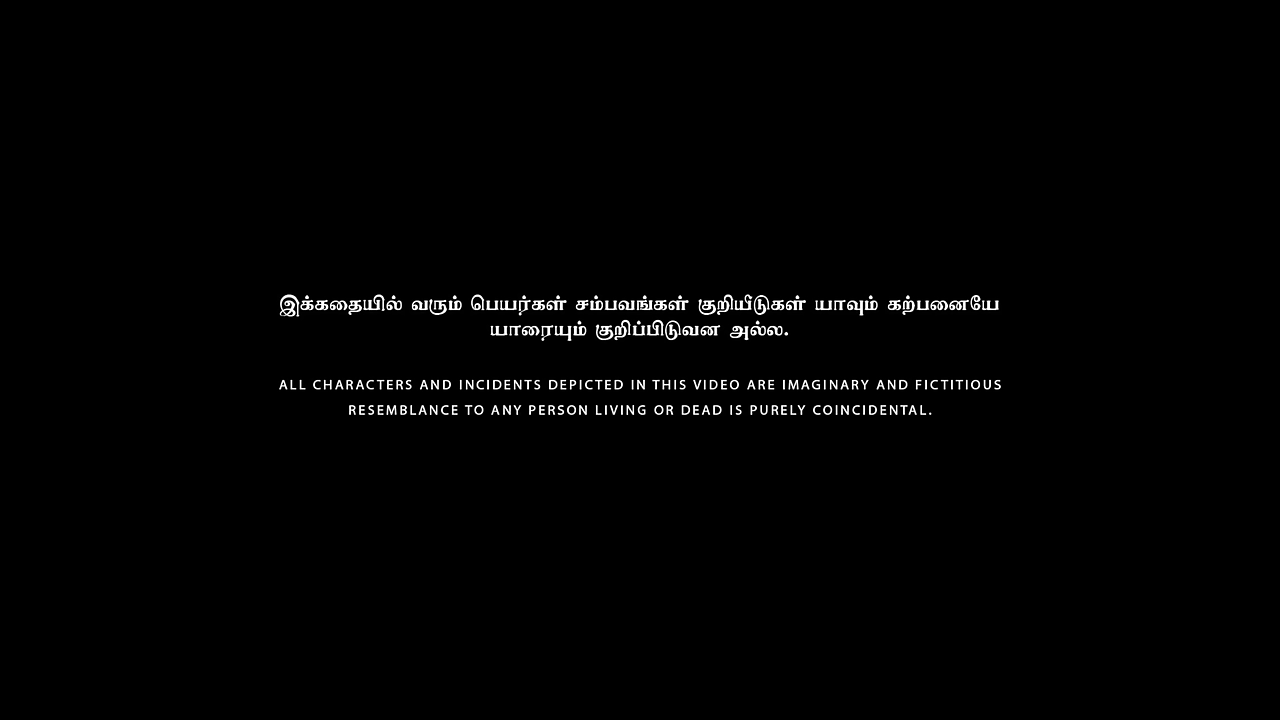 இக்கதையில் வரும் பெயர்கள் சம்பவங்கள் குறியீடுகள் யாவும் கற்பனையே
யாரையும் குறிப்பிடுவன அல்ல.
ALL CHARACTERS AND INCIDENTS DEPICTED IN THIS VIDEO ARE IMAGINARY AND FICTITIOUS
RESEMBLANCE TO ANY PERSON LIVING OR DEAD IS PURELY COINCIDENTAL.